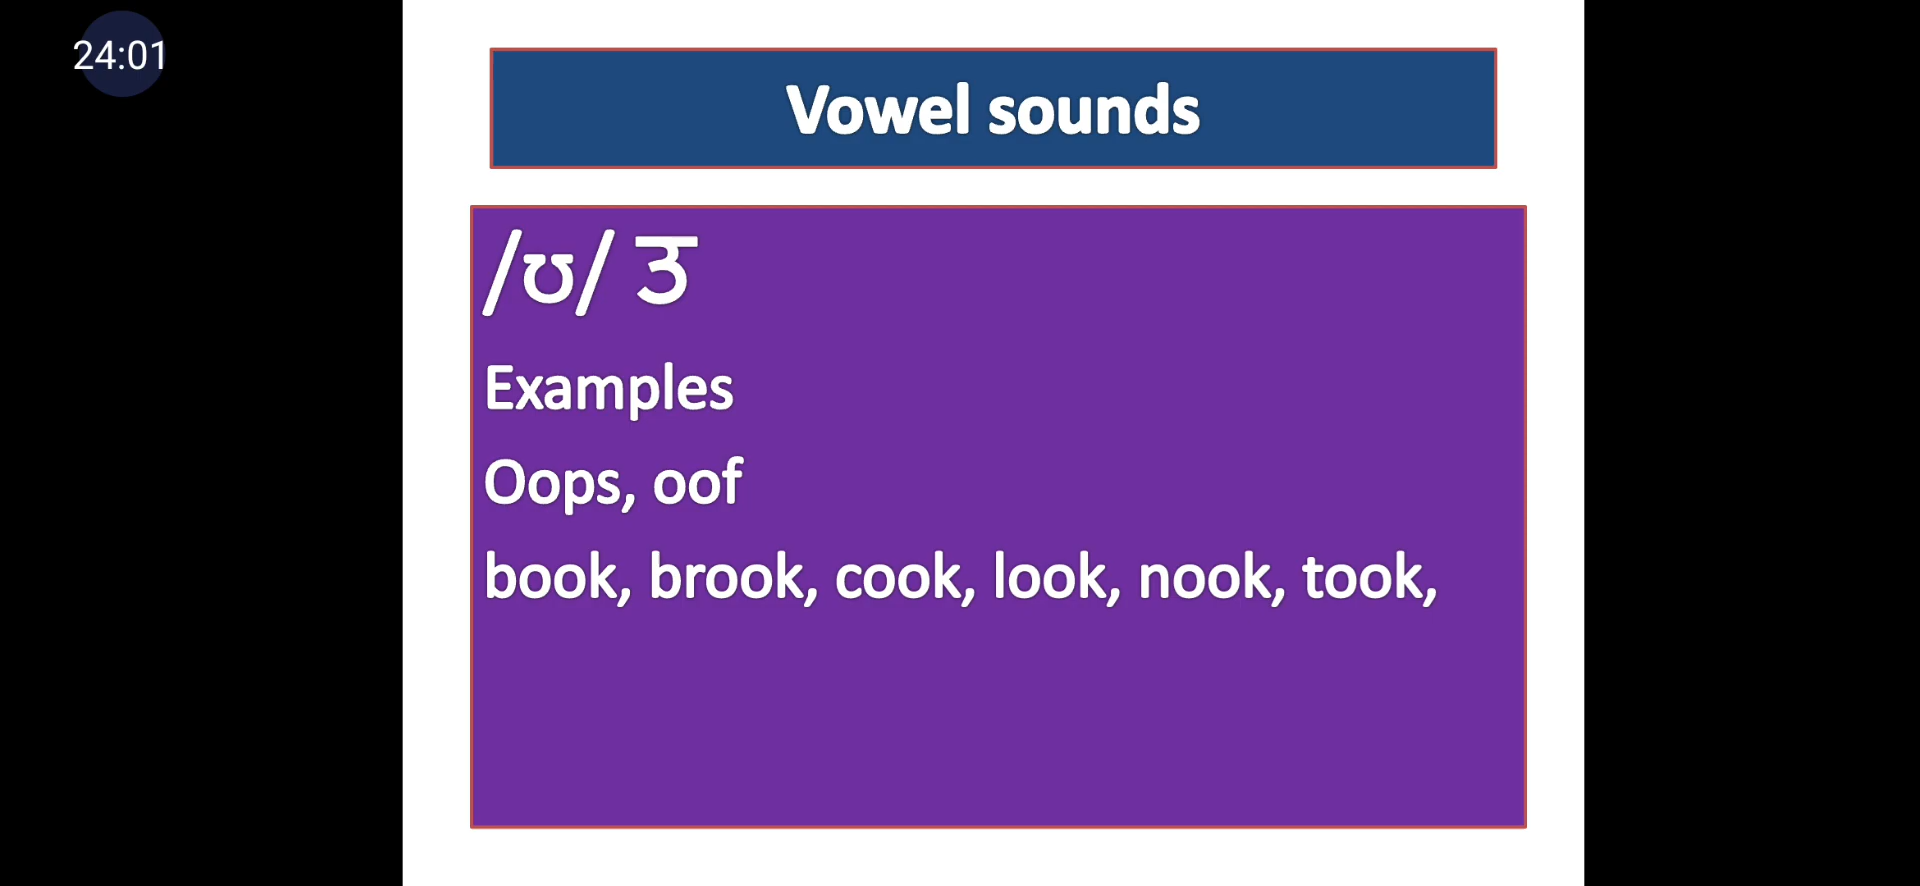 24:01
Vowel sounds
/ʊ/ उ
Examples
Oops, oof
book, brook, cook, look, nook, took,